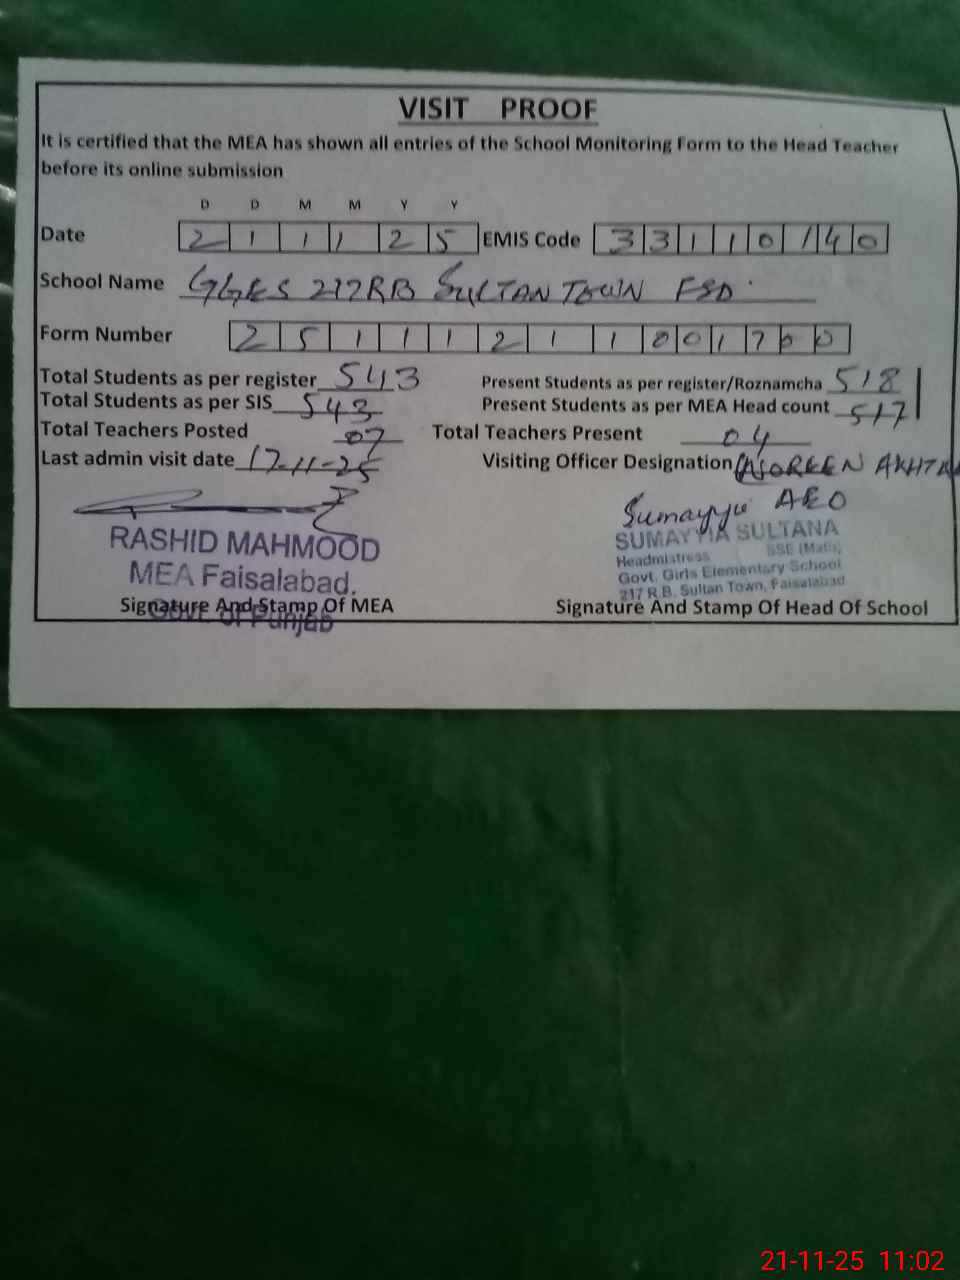 VISIT PROOF
It is certified that the MEA has shown all entries of the School Monitoring Form to the Head Teacher
before its online submission
D D M M Y Y
Date 2 1 1 1 2 5 EMIS Code 3 3 1 1 0 1 4 0
School Name GGES 217RB SULTAN TOWN FSD
Form Number 2 5 1 1 1 2 1 1 0 0 1 7 0 0
Total Students as per register 543 Present Students as per register/Roznamcha 518
Total Students as per SIS 543 Present Students as per MEA Head count 517
Total Teachers Posted 07 Total Teachers Present 04
Last admin visit date 17-11-25 Visiting Officer Designation NOREEN AKHTAR
AEO
Sumayyia
RASHID MAHMOOD
MEA Faisalabad.
Govt of Punjab
SUMAYYIA SULTANA
Headmistress SSE (Math)
Govt. Girls Elementary School
217 R.B. Sultan Town, Faisalabad
Signature And Stamp Of MEA Signature And Stamp Of Head Of School
21-11-25 11:02